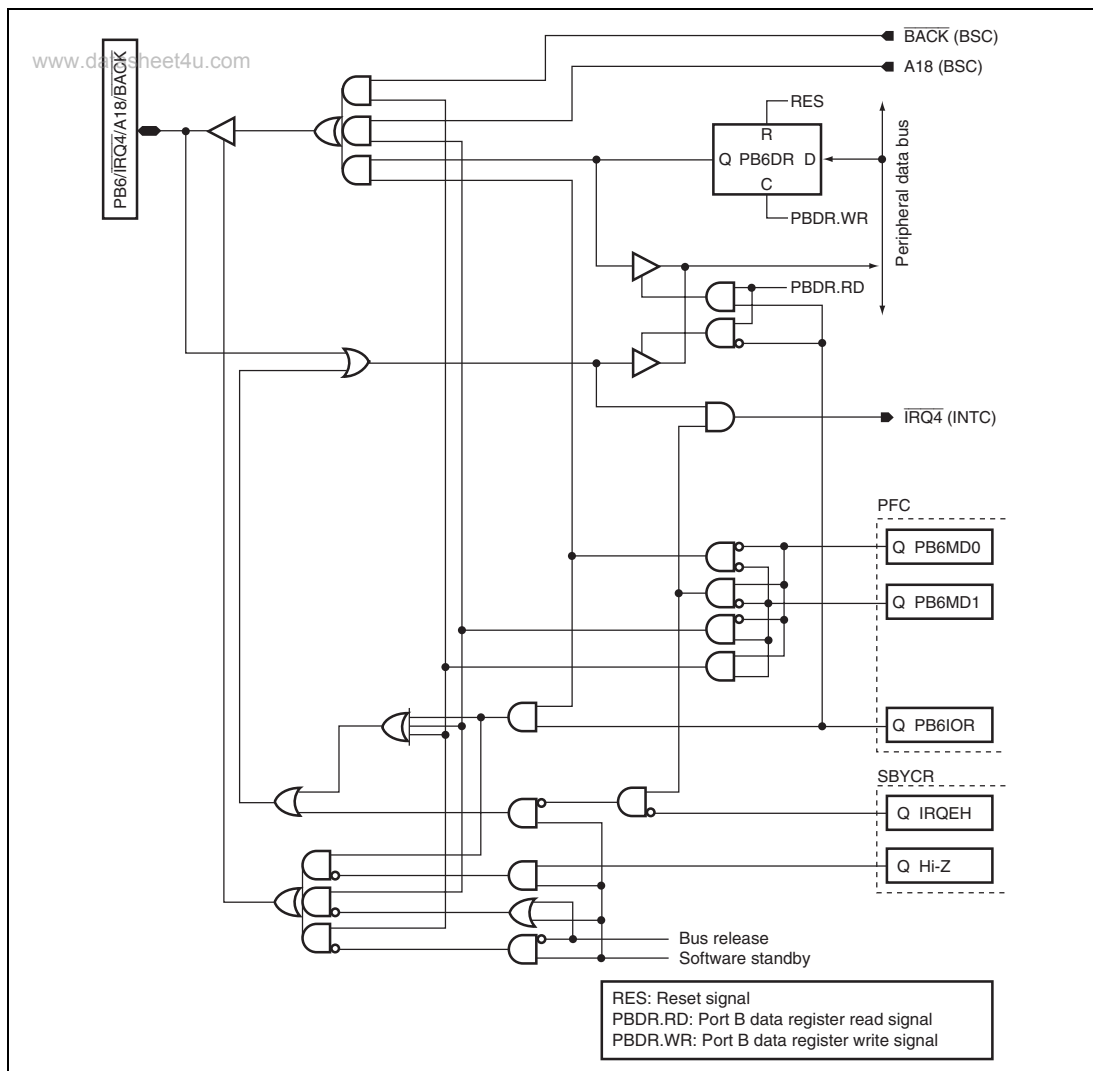 BACK (BSC)
www.datasheet4u.com
A18 (BSC)
PB6/IRQ4/A18/BACK
RES
R
Q PB6DR D
C
PBDR.WR
Peripheral data bus
PBDR.RD
IRQ4 (INTC)
PFC
Q PB6MD0
Q PB6MD1
Q PB6IOR
SBYCR
Q IRQEH
Q Hi-Z
Bus release
Software standby
RES: Reset signal
PBDR.RD: Port B data register read signal
PBDR.WR: Port B data register write signal